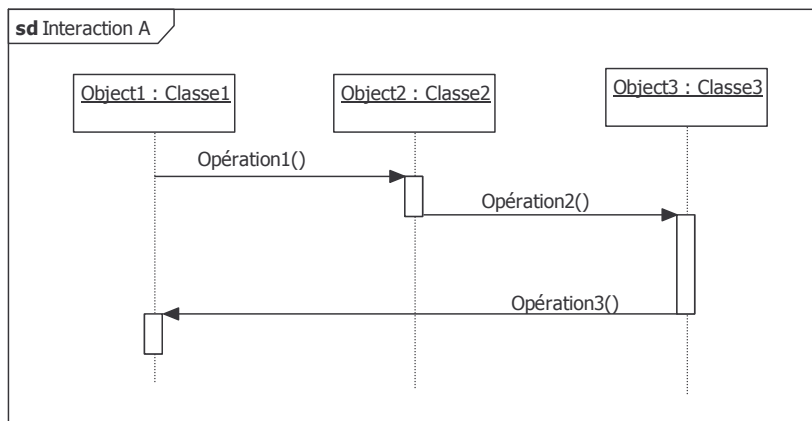 sd Interaction A
Object1 : Classe1
Object2 : Classe2
Object3 : Classe3
Opération1()
Opération2()
Opération3()